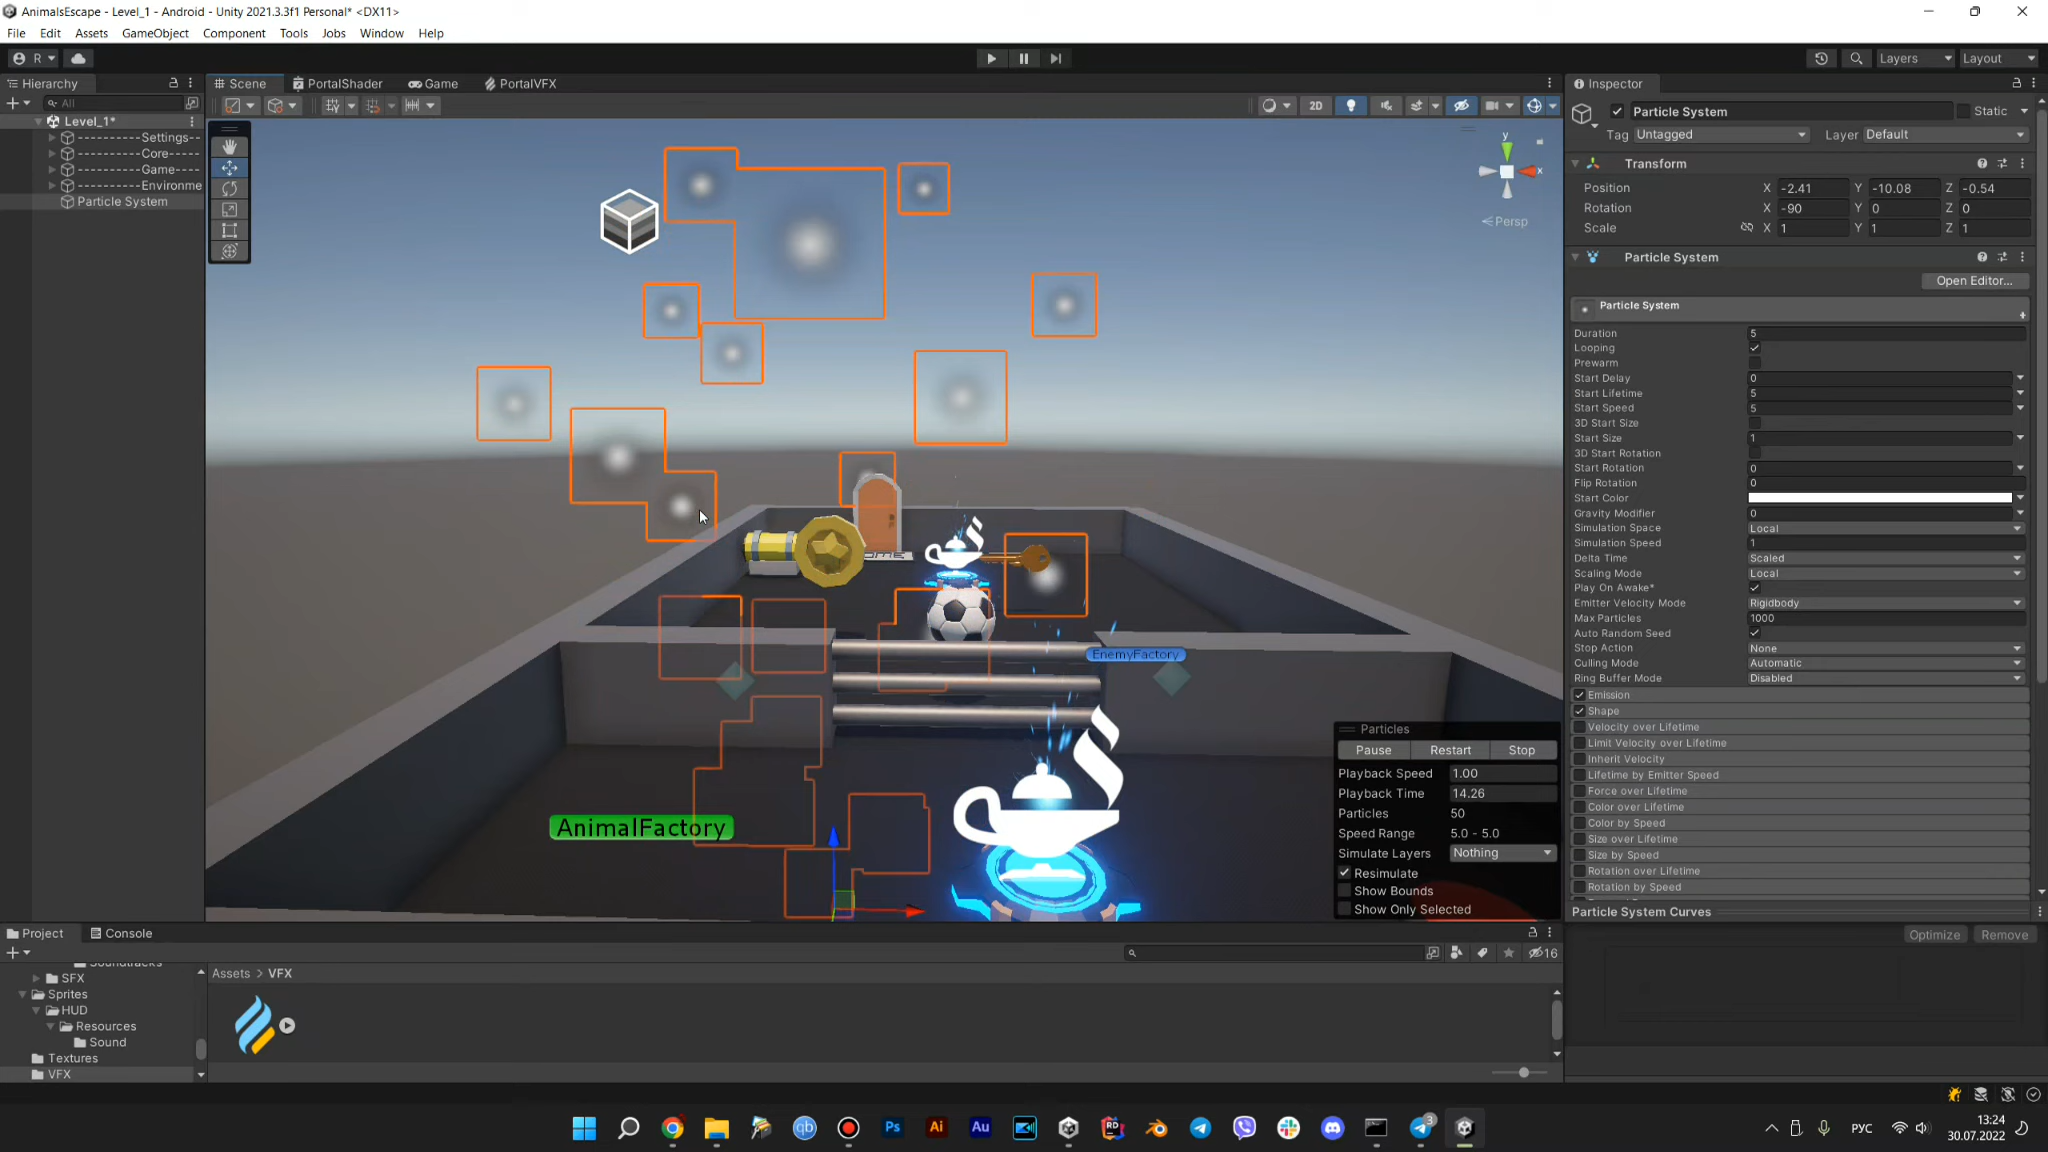 AnimalsEscape - Level_1 - Android - Unity 2021.3.3f1 Personal* <DX11>
File Edit Assets GameObject Component Tools Jobs Window Help
R Layers Layout
Hierarchy
All
Level_1*
----------Settings--
----------Core-----
----------Game----
----------Environme
Particle System
Scene PortalShader Game PortalVFX
2D
y
x
Persp
EnemyFactory
AnimalFactory
Particles
Pause Restart Stop
Playback Speed 1.00
Playback Time 14.26
Particles 50
Speed Range 5.0 - 5.0
Simulate Layers Nothing
Resimulate
Show Bounds
Show Only Selected
Inspector
Particle System Static
Tag Untagged Layer Default
Transform
Position X -2.41 Y -10.08 Z -0.54
Rotation X -90 Y 0 Z 0
Scale X 1 Y 1 Z 1
Particle System
Open Editor...
Particle System
Duration 5
Looping
Prewarm
Start Delay 0
Start Lifetime 5
Start Speed 5
3D Start Size
Start Size 1
3D Start Rotation
Start Rotation 0
Flip Rotation 0
Start Color
Gravity Modifier 0
Simulation Space Local
Simulation Speed 1
Delta Time Scaled
Scaling Mode Local
Play On Awake*
Emitter Velocity Mode Rigidbody
Max Particles 1000
Auto Random Seed
Stop Action None
Culling Mode Automatic
Ring Buffer Mode Disabled
Emission
Shape
Velocity over Lifetime
Limit Velocity over Lifetime
Inherit Velocity
Lifetime by Emitter Speed
Force over Lifetime
Color over Lifetime
Color by Speed
Size over Lifetime
Size by Speed
Rotation over Lifetime
Rotation by Speed
Particle System Curves
Optimize Remove
Project Console
16
Soundtracks
SFX
Sprites
HUD
Resources
Sound
Textures
VFX
Assets > VFX
qb Ps Ai Au RD 3
РУС
13:24
30.07.2022